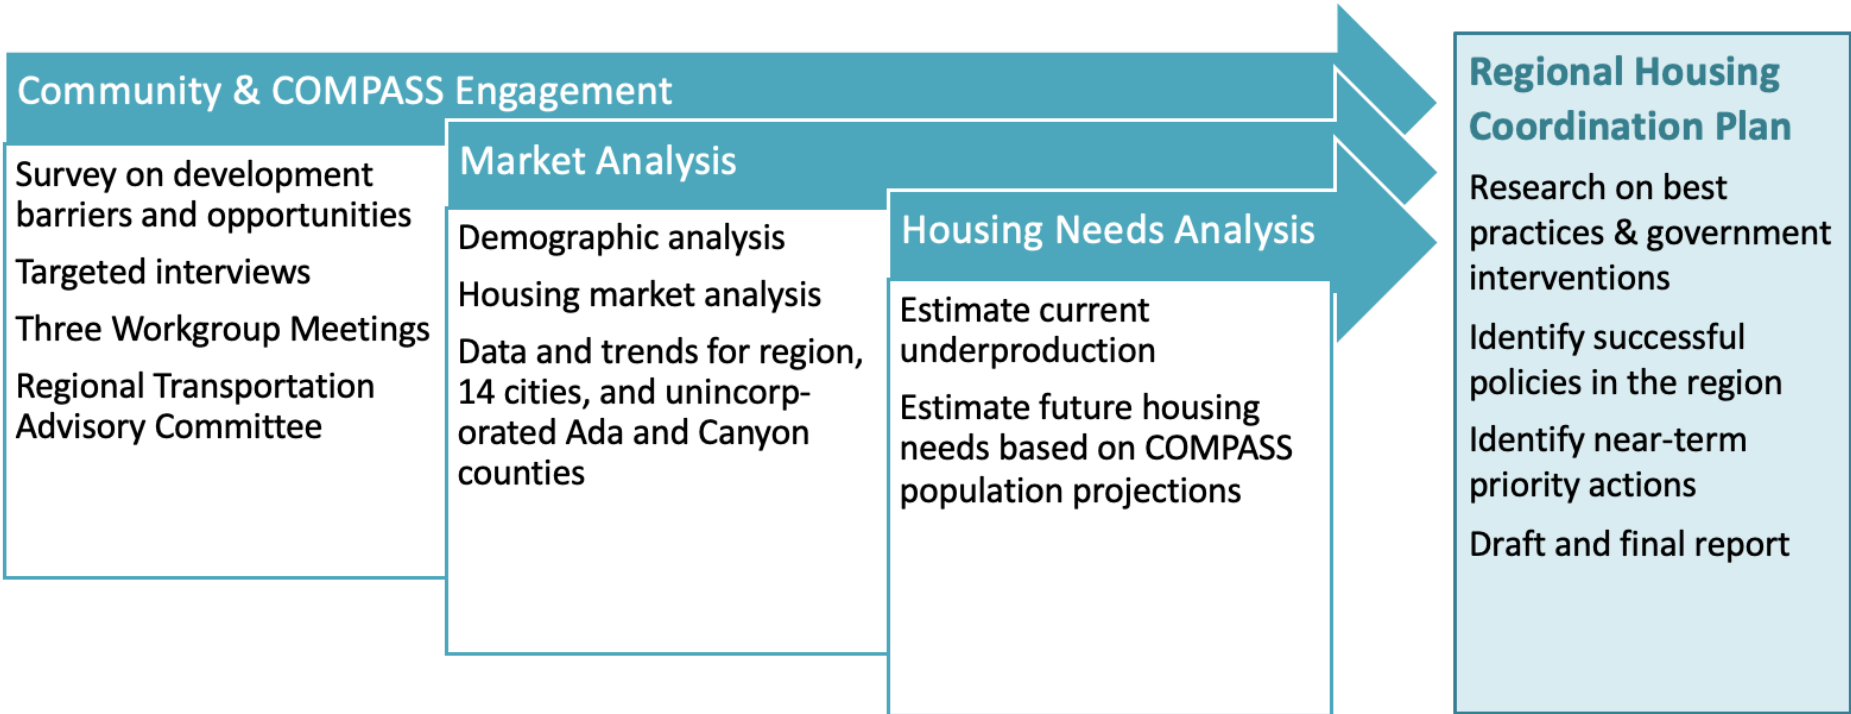 Community & COMPASS Engagement
Survey on development
barriers and opportunities
Targeted interviews
Three Workgroup Meetings
Regional Transportation
Advisory Committee
Market Analysis
Demographic analysis
Housing market analysis
Data and trends for region,
14 cities, and unincorp-
orated Ada and Canyon
counties
Housing Needs Analysis
Estimate current
underproduction
Estimate future housing
needs based on COMPASS
population projections
Regional Housing
Coordination Plan
Research on best
practices & government
interventions
Identify successful
policies in the region
Identify near-term
priority actions
Draft and final report